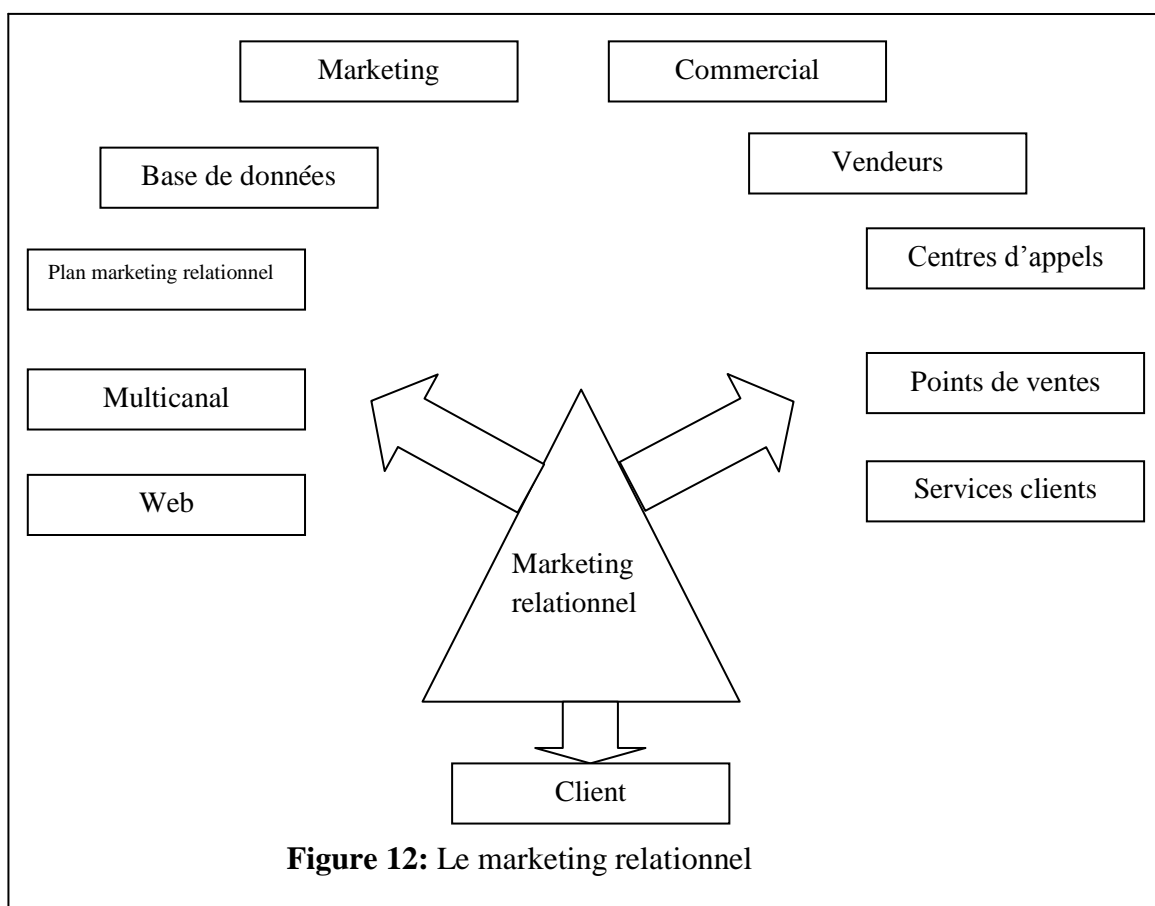 Marketing
Commercial
Base de données
Vendeurs
Plan marketing relationnel
Centres d’appels
Multicanal
Points de ventes
Web
Services clients
Marketing
relationnel
Client
Figure 12: Le marketing relationnel